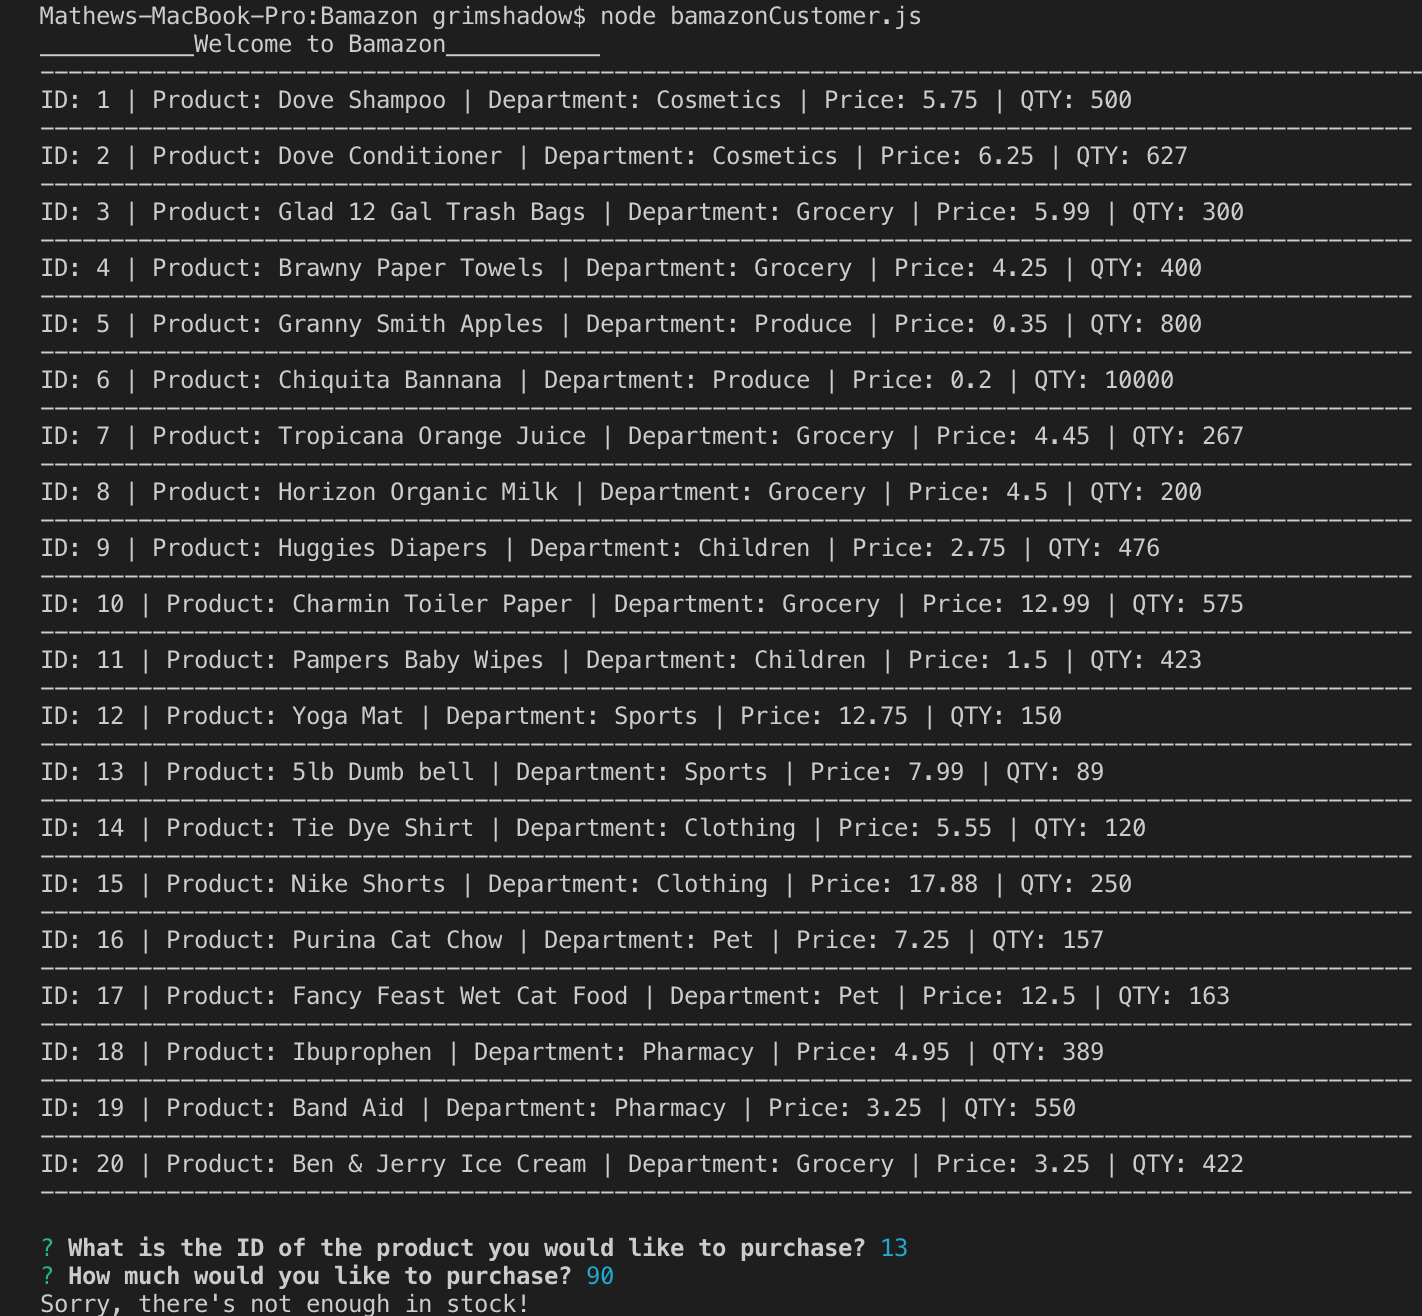 Mathews-MacBook-Pro:Bamazon grimshadow$ node bamazonCustomer.js
___________Welcome to Bamazon___________
ID: 1 | Product: Dove Shampoo | Department: Cosmetics | Price: 5.75 | QTY: 500
ID: 2 | Product: Dove Conditioner | Department: Cosmetics | Price: 6.25 | QTY: 627
ID: 3 | Product: Glad 12 Gal Trash Bags | Department: Grocery | Price: 5.99 | QTY: 300
ID: 4 | Product: Brawny Paper Towels | Department: Grocery | Price: 4.25 | QTY: 400
ID: 5 | Product: Granny Smith Apples | Department: Produce | Price: 0.35 | QTY: 800
ID: 6 | Product: Chiquita Bannana | Department: Produce | Price: 0.2 | QTY: 10000
ID: 7 | Product: Tropicana Orange Juice | Department: Grocery | Price: 4.45 | QTY: 267
ID: 8 | Product: Horizon Organic Milk | Department: Grocery | Price: 4.5 | QTY: 200
ID: 9 | Product: Huggies Diapers | Department: Children | Price: 2.75 | QTY: 476
ID: 10 | Product: Charmin Toiler Paper | Department: Grocery | Price: 12.99 | QTY: 575
ID: 11 | Product: Pampers Baby Wipes | Department: Children | Price: 1.5 | QTY: 423
ID: 12 | Product: Yoga Mat | Department: Sports | Price: 12.75 | QTY: 150
ID: 13 | Product: 5lb Dumb bell | Department: Sports | Price: 7.99 | QTY: 89
ID: 14 | Product: Tie Dye Shirt | Department: Clothing | Price: 5.55 | QTY: 120
ID: 15 | Product: Nike Shorts | Department: Clothing | Price: 17.88 | QTY: 250
ID: 16 | Product: Purina Cat Chow | Department: Pet | Price: 7.25 | QTY: 157
ID: 17 | Product: Fancy Feast Wet Cat Food | Department: Pet | Price: 12.5 | QTY: 163
ID: 18 | Product: Ibuprophen | Department: Pharmacy | Price: 4.95 | QTY: 389
ID: 19 | Product: Band Aid | Department: Pharmacy | Price: 3.25 | QTY: 550
ID: 20 | Product: Ben & Jerry Ice Cream | Department: Grocery | Price: 3.25 | QTY: 422
? What is the ID of the product you would like to purchase? 13
? How much would you like to purchase? 90
Sorry, there's not enough in stock!